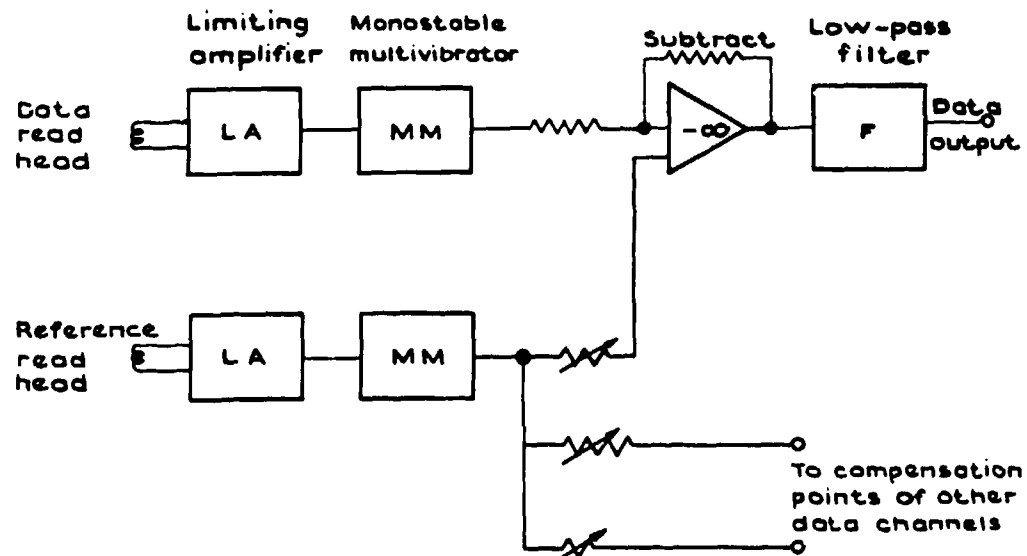 Limiting
amplifier
Monostable
multivibrator
Subtract
Low-pass
filter
Data
read
head
LA
MM
-∞
F
Data
output
Reference
read
head
LA
MM
To compensation
points of other
data channels